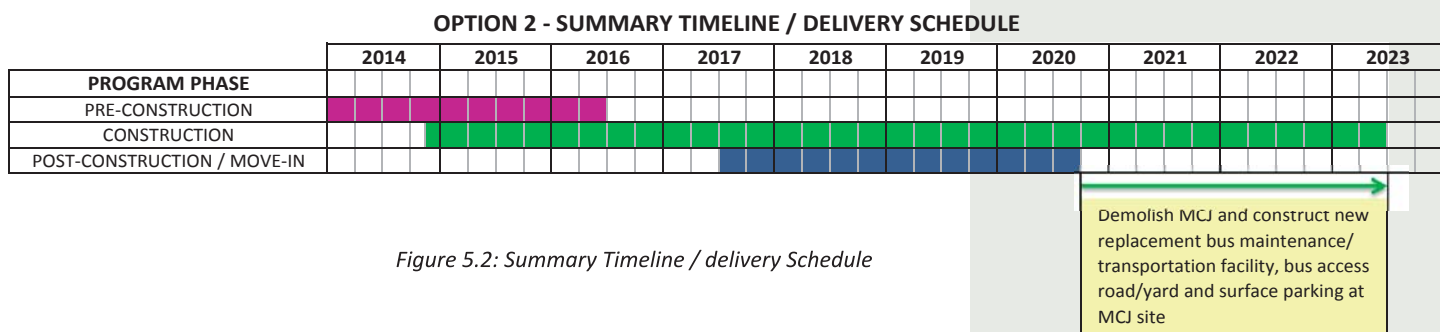 OPTION 2 - SUMMARY TIMELINE / DELIVERY SCHEDULE
2014 2015 2016 2017 2018 2019 2020 2021 2022 2023
PROGRAM PHASE
PRE-CONSTRUCTION
CONSTRUCTION
POST-CONSTRUCTION / MOVE-IN
Demolish MCJ and construct new
replacement bus maintenance/
transportation facility, bus access
road/yard and surface parking at
MCJ site
Figure 5.2: Summary Timeline / delivery Schedule